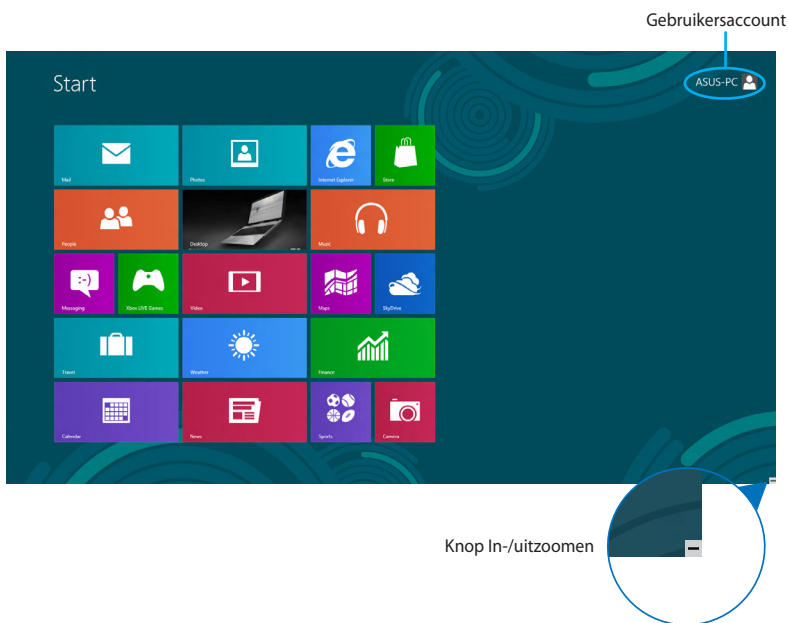 Gebruikersaccount
Start
ASUS-PC
Mail
Photos
Internet Explorer
Store
People
Desktop
Music
Messaging
Xbox LIVE Games
Video
Maps
SkyDrive
Travel
Weather
Finance
Calendar
News
Sports
Camera
Knop In-/uitzoomen